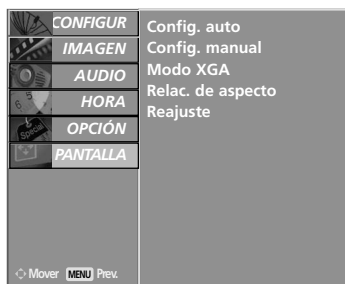 CONFIGUR
IMAGEN
AUDIO
HORA
OPCIÓN
PANTALLA
Config. auto
Config. manual
Modo XGA
Relac. de aspecto
Reajuste
Mover MENU Prev.